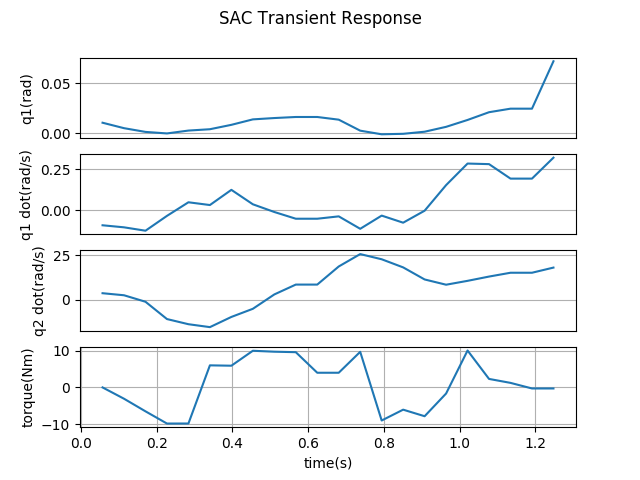 SAC Transient Response
q1(rad)
0.05
0.00
q1 dot(rad/s)
0.25
0.00
q2 dot(rad/s)
25
0
torque(Nm)
10
0
−10
0.0 0.2 0.4 0.6 0.8 1.0 1.2
time(s)